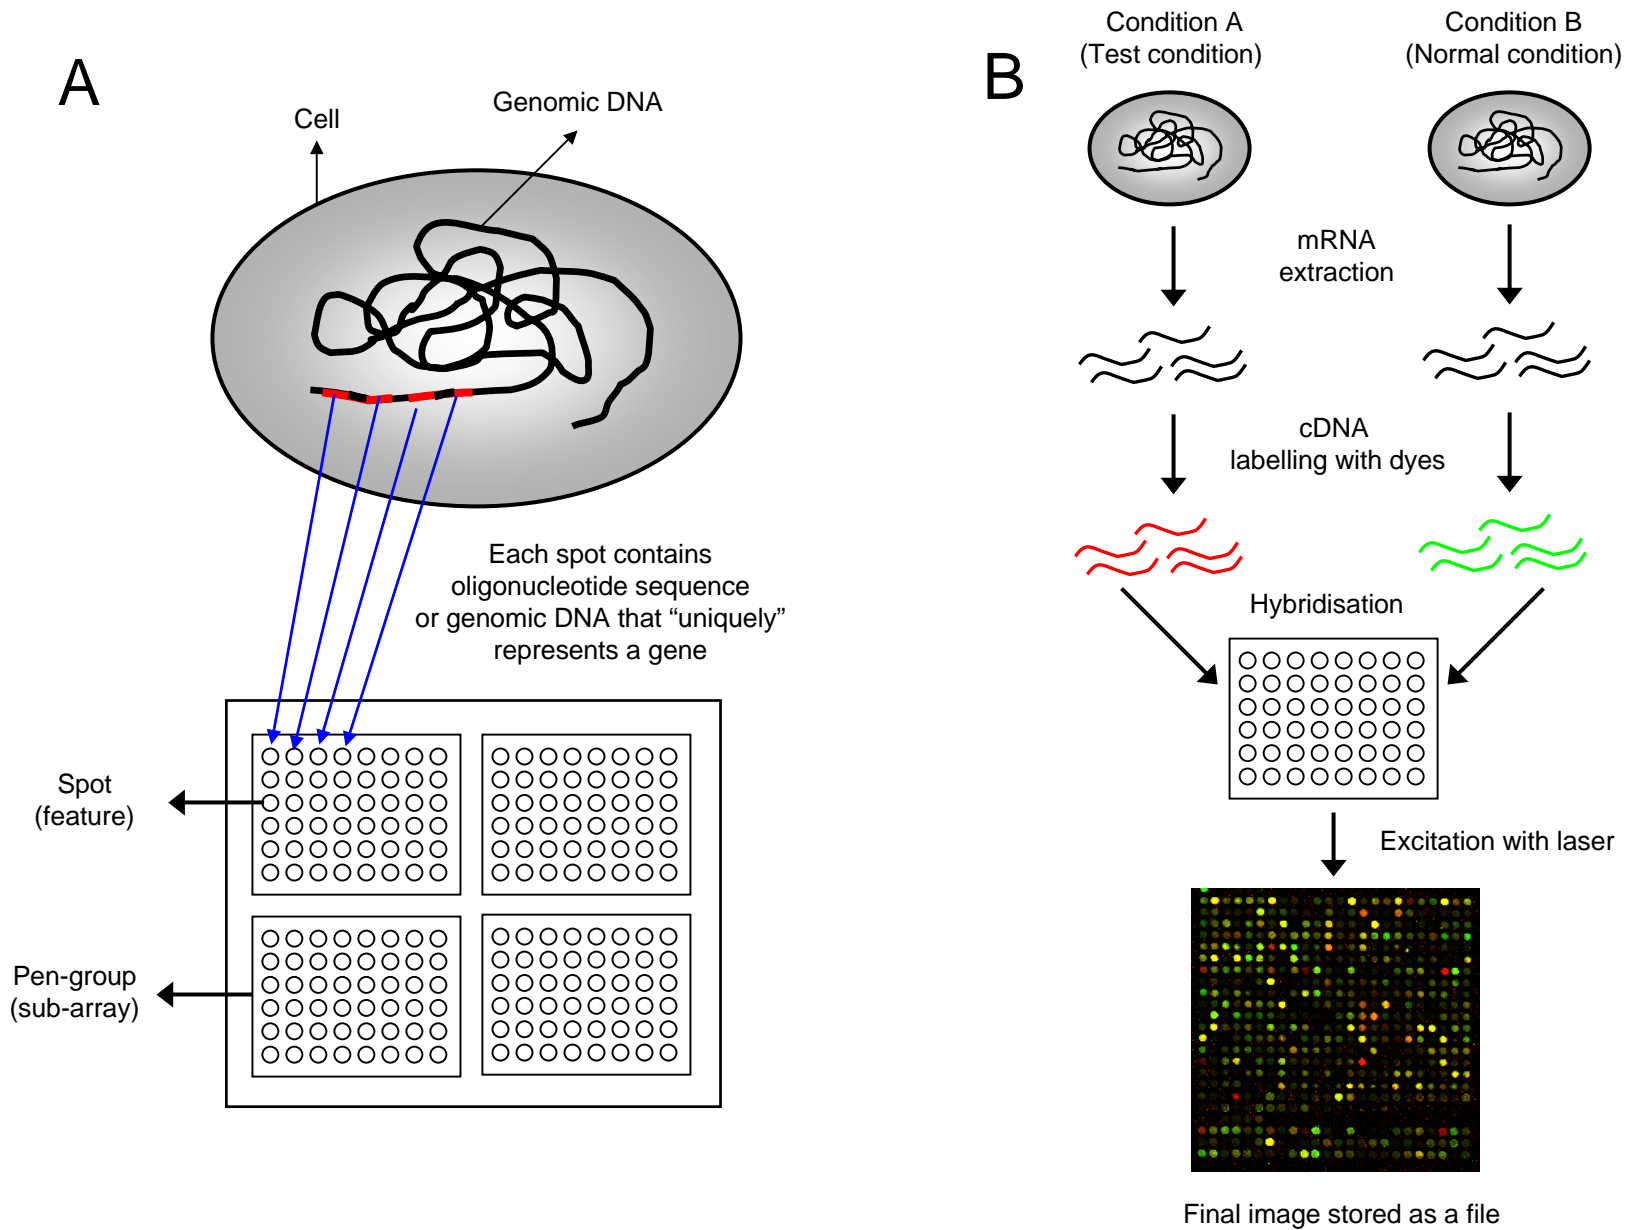 A
Cell
Genomic DNA
Each spot contains
oligonucleotide sequence
or genomic DNA that “uniquely”
represents a gene
Spot
(feature)
Pen-group
(sub-array)
B
Condition A
(Test condition)
Condition B
(Normal condition)
mRNA
extraction
cDNA
labelling with dyes
Hybridisation
Excitation with laser
Final image stored as a file